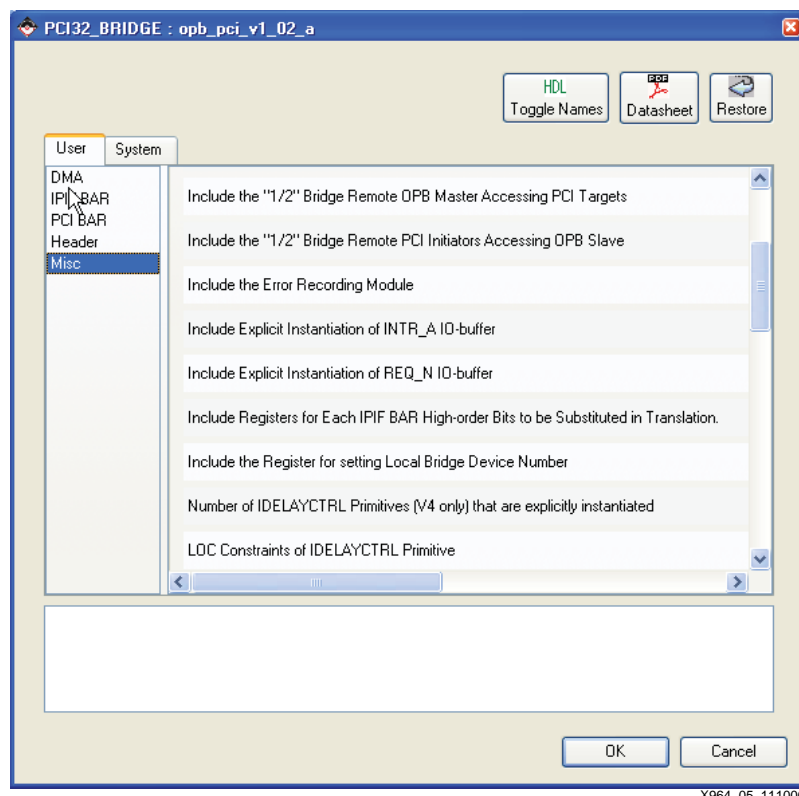 PCI32_BRIDGE : opb_pci_v1_02_a
HDL
Toggle Names
PDF
Datasheet
Restore
User
System
DMA
IPIF BAR
PCI BAR
Header
Misc
Include the "1/2" Bridge Remote OPB Master Accessing PCI Targets
Include the "1/2" Bridge Remote PCI Initiators Accessing OPB Slave
Include the Error Recording Module
Include Explicit Instantiation of INTR_A IO-buffer
Include Explicit Instantiation of REQ_N IO-buffer
Include Registers for Each IPIF BAR High-order Bits to be Substituted in Translation.
Include the Register for setting Local Bridge Device Number
Number of IDELAYCTRL Primitives (V4 only) that are explicitly instantiated
LOC Constraints of IDELAYCTRL Primitive
OK
Cancel